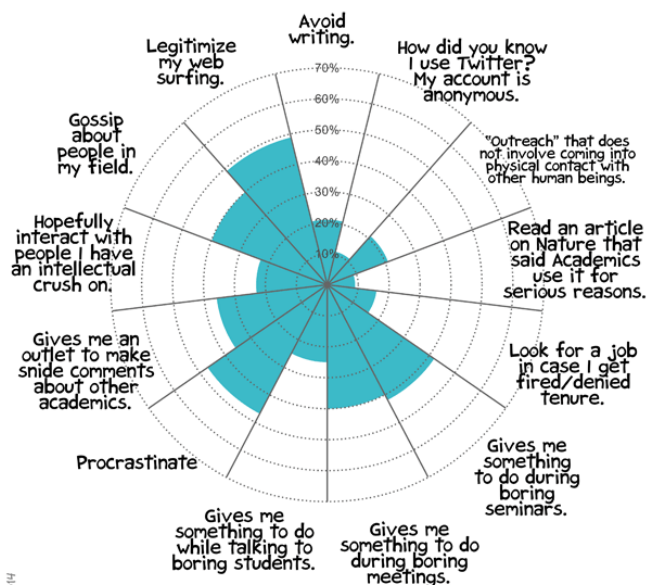 Avoid
writing.
How did you know
I use Twitter?
My account is
anonymous.
"Outreach" that does
not involve coming into
physical contact with
other human beings.
Read an article
on Nature that
said Academics
use it for
serious reasons.
Look for a job
in case I get
fired/denied
tenure.
Gives me
something
to do during
boring
seminars.
Gives me
something to do
during boring
meetings.
Gives me
something to do
while talking to
boring students.
Procrastinate
Gives me an
outlet to make
snide comments
about other
academics.
Hopefully
interact with
people I have
an intellectual
crush on.
Gossip
about
people in
my field.
Legitimize
my web
surfing.
70%
60%
50%
40%
30%
20%
10%
14